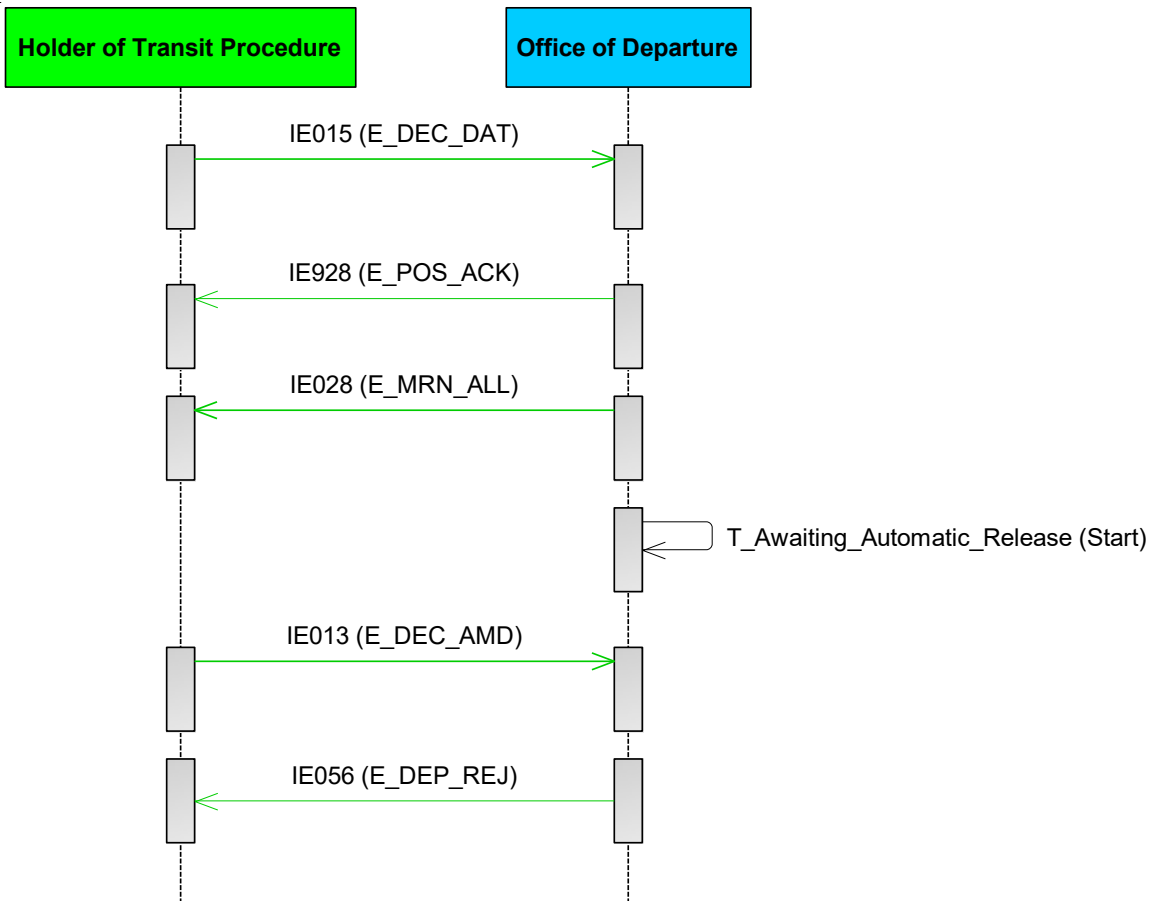 Holder of Transit Procedure
Office of Departure
IE015 (E_DEC_DAT)
IE928 (E_POS_ACK)
IE028 (E_MRN_ALL)
T_Awaiting_Automatic_Release (Start)
IE013 (E_DEC_AMD)
IE056 (E_DEP_REJ)